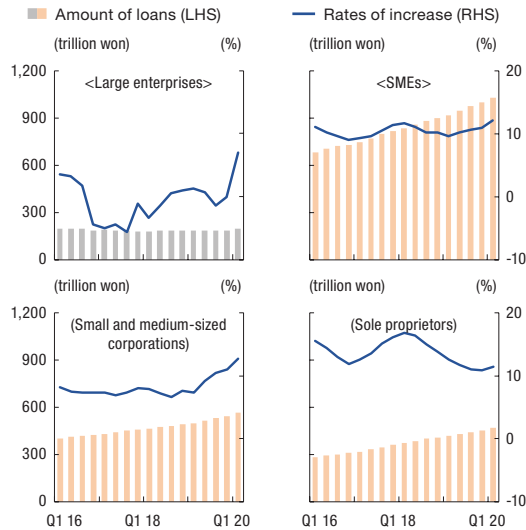 Amount of loans (LHS) Rates of increase (RHS)
(trillion won) (%) (trillion won) (%)
1,200 <Large enterprises> <SMEs> 20
900 10
600 0
300
0 -10
(trillion won) (%) (trillion won) (%)
1,200 (Small and medium-sized (Sole proprietors) 20
corporations)
900 10
600 0
300
0 -10
Q1 16 Q1 18 Q1 20 Q1 16 Q1 18 Q1 20